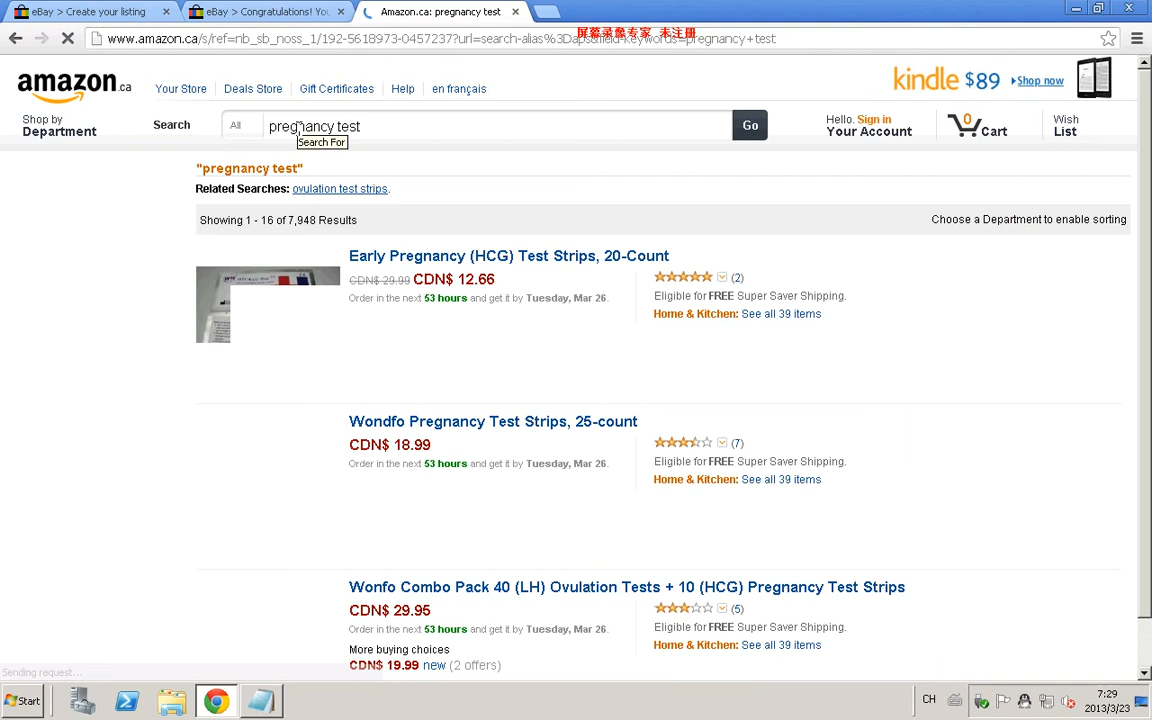 eBay > Create your listing
eBay > Congratulations! Yo
Amazon.ca: pregnancy test
www.amazon.ca/s/ref=nb_sb_noss_1/192-5618973-0457237?url=search-alias%3Daps&field-keywords=pregnancy+test
屏幕录象专家 未注册
amazon.ca
Your Store
Deals Store
Gift Certificates
Help
en français
kindle $89
Shop now
Shop by
Department
Search
All
pregnancy test
Go
Hello. Sign in
Your Account
0
Cart
Wish
List
Search For
"pregnancy test"
Related Searches: ovulation test strips.
Showing 1 - 16 of 7,948 Results
Choose a Department to enable sorting
Early Pregnancy (HCG) Test Strips, 20-Count
CDN$ 29.99 CDN$ 12.66
Order in the next 53 hours and get it by Tuesday, Mar 26.
(2)
Eligible for FREE Super Saver Shipping.
Home & Kitchen: See all 39 items
Wondfo Pregnancy Test Strips, 25-count
CDN$ 18.99
Order in the next 53 hours and get it by Tuesday, Mar 26.
(7)
Eligible for FREE Super Saver Shipping.
Home & Kitchen: See all 39 items
Wonfo Combo Pack 40 (LH) Ovulation Tests + 10 (HCG) Pregnancy Test Strips
CDN$ 29.95
Order in the next 53 hours and get it by Tuesday, Mar 26.
More buying choices
CDN$ 19.99 new (2 offers)
(5)
Eligible for FREE Super Saver Shipping.
Home & Kitchen: See all 39 items
Sending request...
Start
CH
7:29
2013/3/23